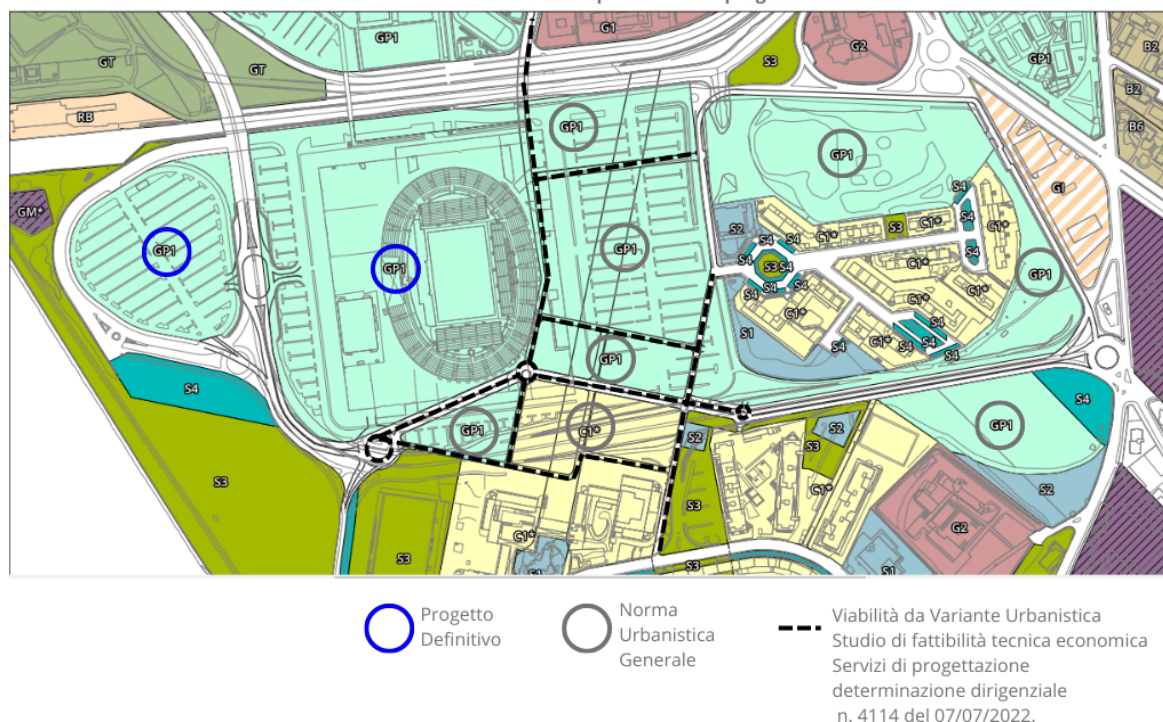 GP1
G1
G2
GP1
B2
GT
GT
S3
B2
RB
GP1
GP1
B6
GI
GM*
S4
S2
S4
S4
C1*
S3
C1*
C1*
GP1
GP1
GP1
S4
S3
S4
C1*
S4
GP1
S4
S4
S4
C1*
C1*
S4
S1
GP1
S4
C1*
S4
S4
S4
S4
S4
GP1
C1*
S2
S2
GP1
S3
C1*
S2
S3
S3
S3
C1*
G2
S1
S3
S1
Progetto
Definitivo
Norma
Urbanistica
Generale
Viabilità da Variante Urbanistica
Studio di fattibilità tecnica economica
Servizi di progettazione
determinazione dirigenziale
n. 4114 del 07/07/2022.